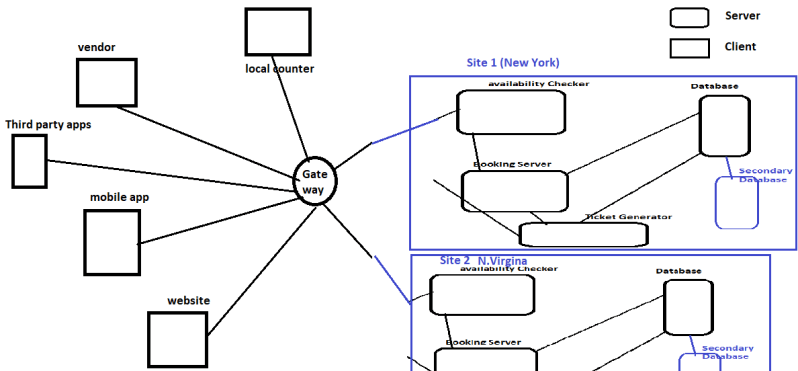 Server
Client
vendor
local counter
Third party apps
mobile app
website
Gate
way
Site 1 (New York)
availability Checker
Database
Booking Server
Secondary
Database
Ticket Generator
Site 2 N.Virgina
availability Checker
Database
Booking Server
Secondary
Database